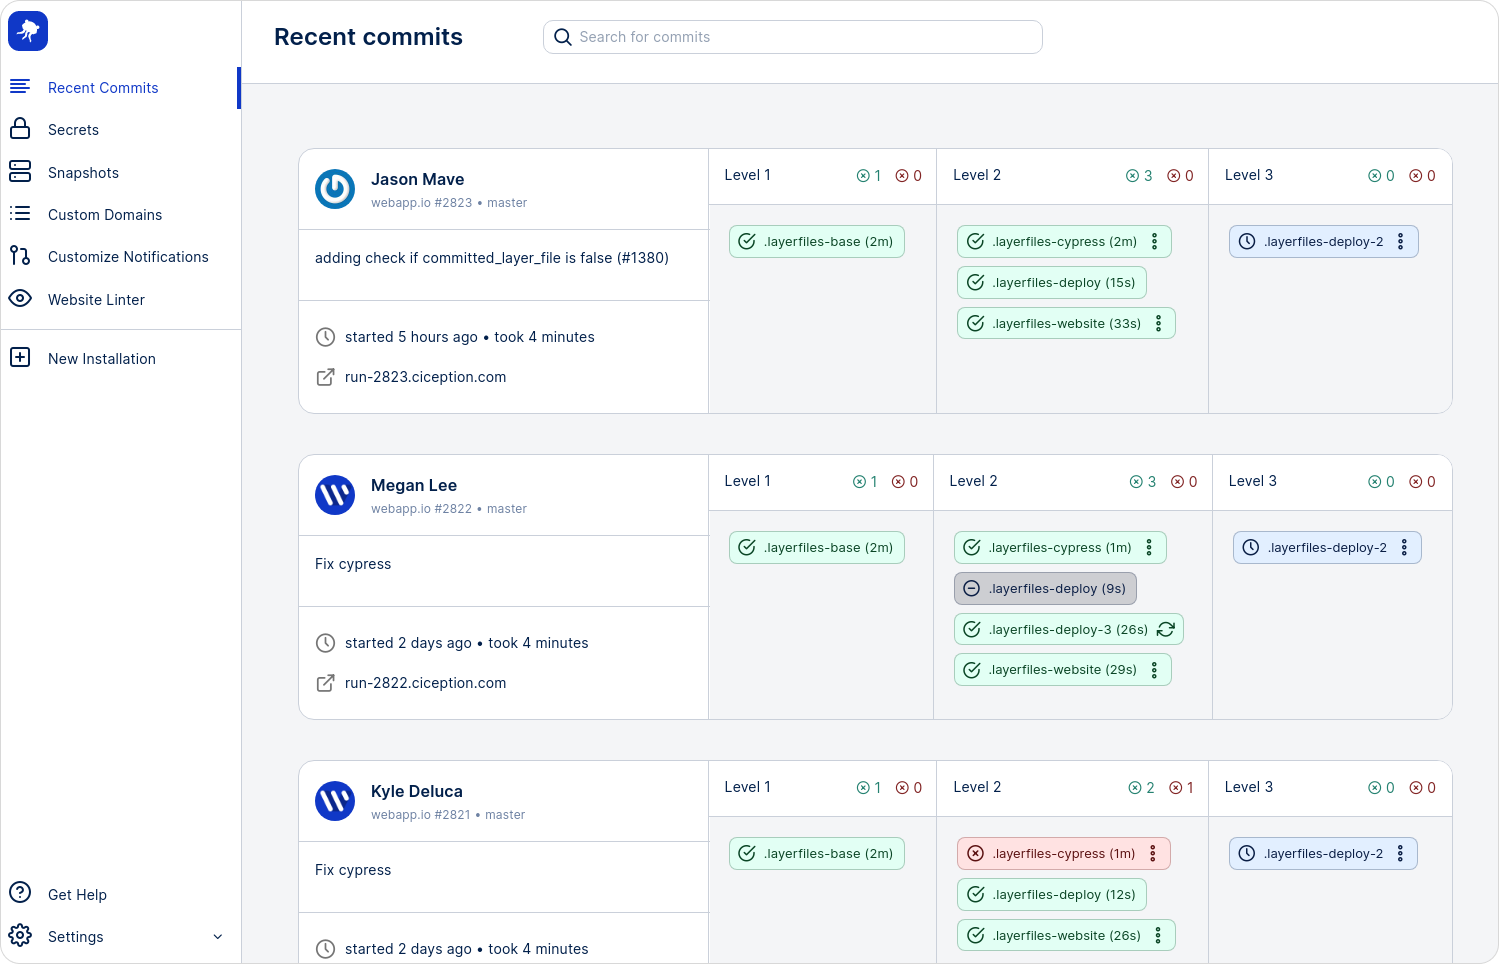 Recent commits
Search for commits
Recent Commits
Secrets
Snapshots
Custom Domains
Customize Notifications
Website Linter
New Installation
Get Help
Settings
Jason Mave
webapp.io #2823 • master
adding check if committed_layer_file is false (#1380)
started 5 hours ago • took 4 minutes
run-2823.ciception.com
Level 1 1 0
.layerfiles-base (2m)
Level 2 3 0
.layerfiles-cypress (2m)
.layerfiles-deploy (15s)
.layerfiles-website (33s)
Level 3 0 0
.layerfiles-deploy-2
Megan Lee
webapp.io #2822 • master
Fix cypress
started 2 days ago • took 4 minutes
run-2822.ciception.com
Level 1 1 0
.layerfiles-base (2m)
Level 2 3 0
.layerfiles-cypress (1m)
.layerfiles-deploy (9s)
.layerfiles-deploy-3 (26s)
.layerfiles-website (29s)
Level 3 0 0
.layerfiles-deploy-2
Kyle Deluca
webapp.io #2821 • master
Fix cypress
started 2 days ago • took 4 minutes
Level 1 1 0
.layerfiles-base (2m)
Level 2 2 1
.layerfiles-cypress (1m)
.layerfiles-deploy (12s)
.layerfiles-website (26s)
Level 3 0 0
.layerfiles-deploy-2